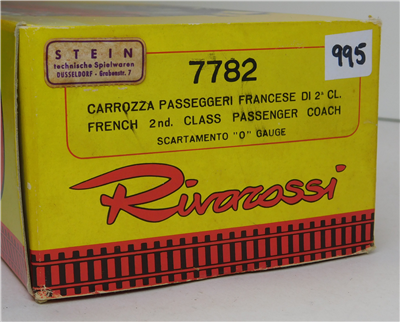 STEIN
technische Spielwaren
DUSSELDORF - Grabenstr. 7
995
7782
CARROZZA PASSEGGERI FRANCESE DI 2ª CL.
FRENCH 2nd. CLASS PASSENGER COACH
SCARTAMENTO "O" GAUGE
Rivarossi